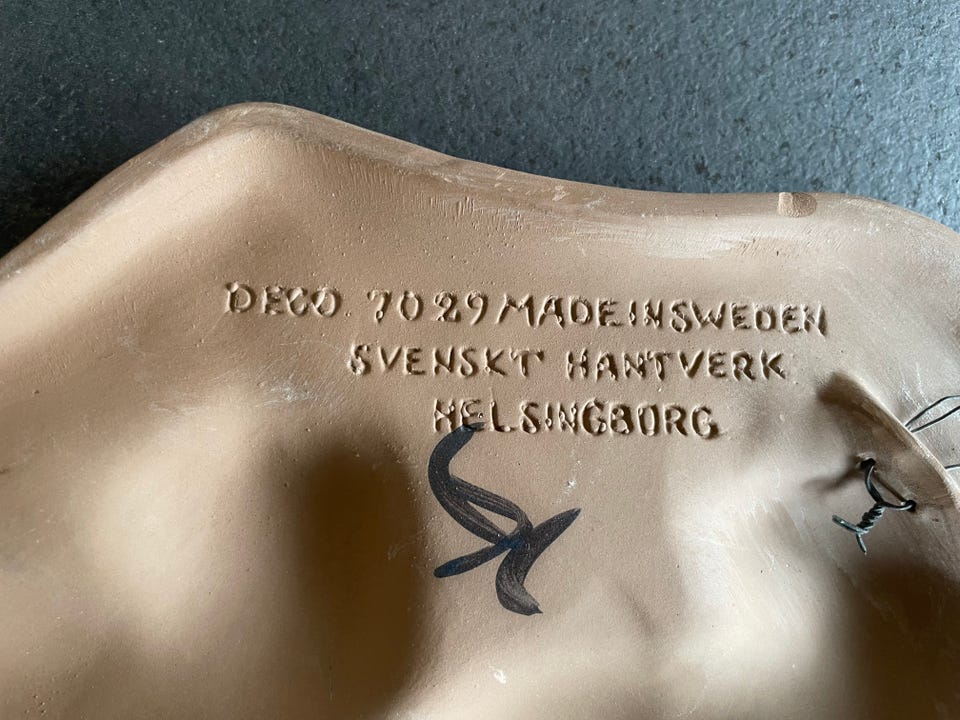 DECO. 7029 MADE IN SWEDEN
SVENSKT HANTVERK
HELSINGBORG